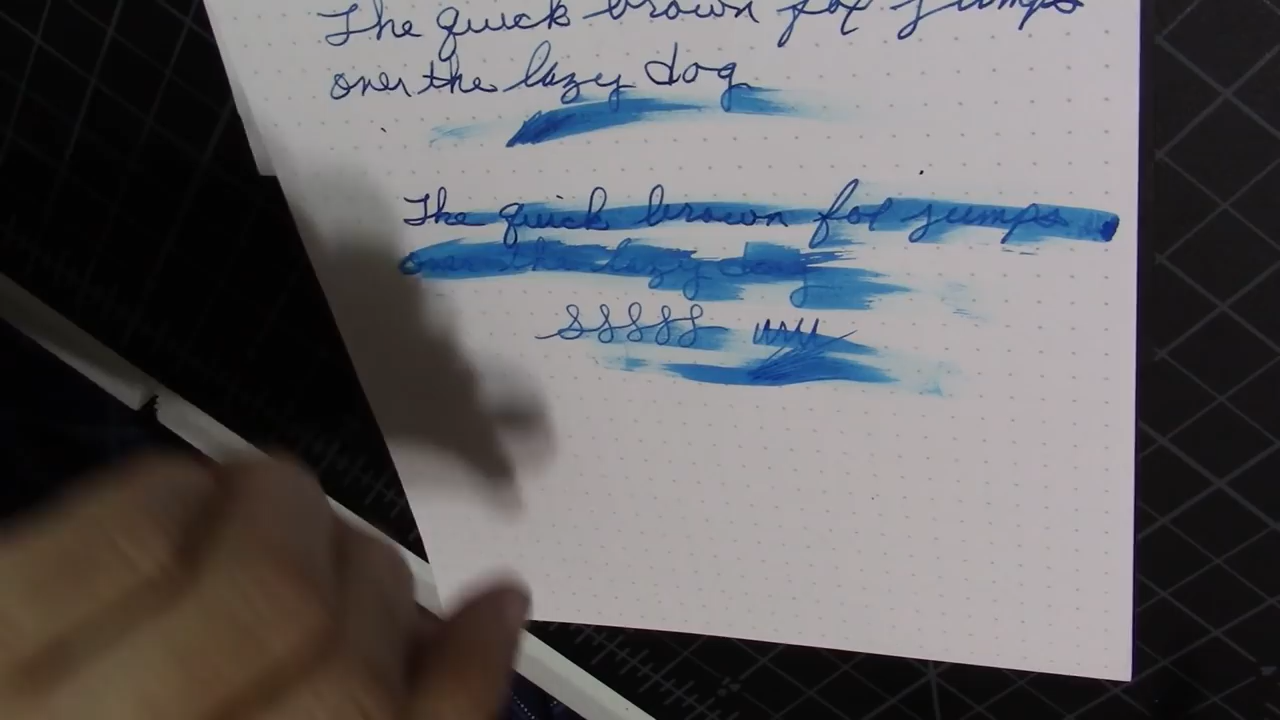 The quick brown fox jumps
over the lazy dog
The quick brown fox jumps
over the lazy dog
SSSSS